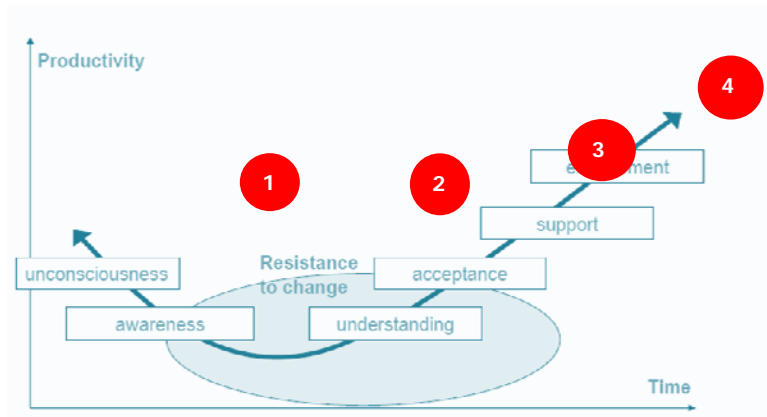 Productivity
4
3
1
2
support
unconsciousness
Resistance
to change
acceptance
awareness
understanding
Time